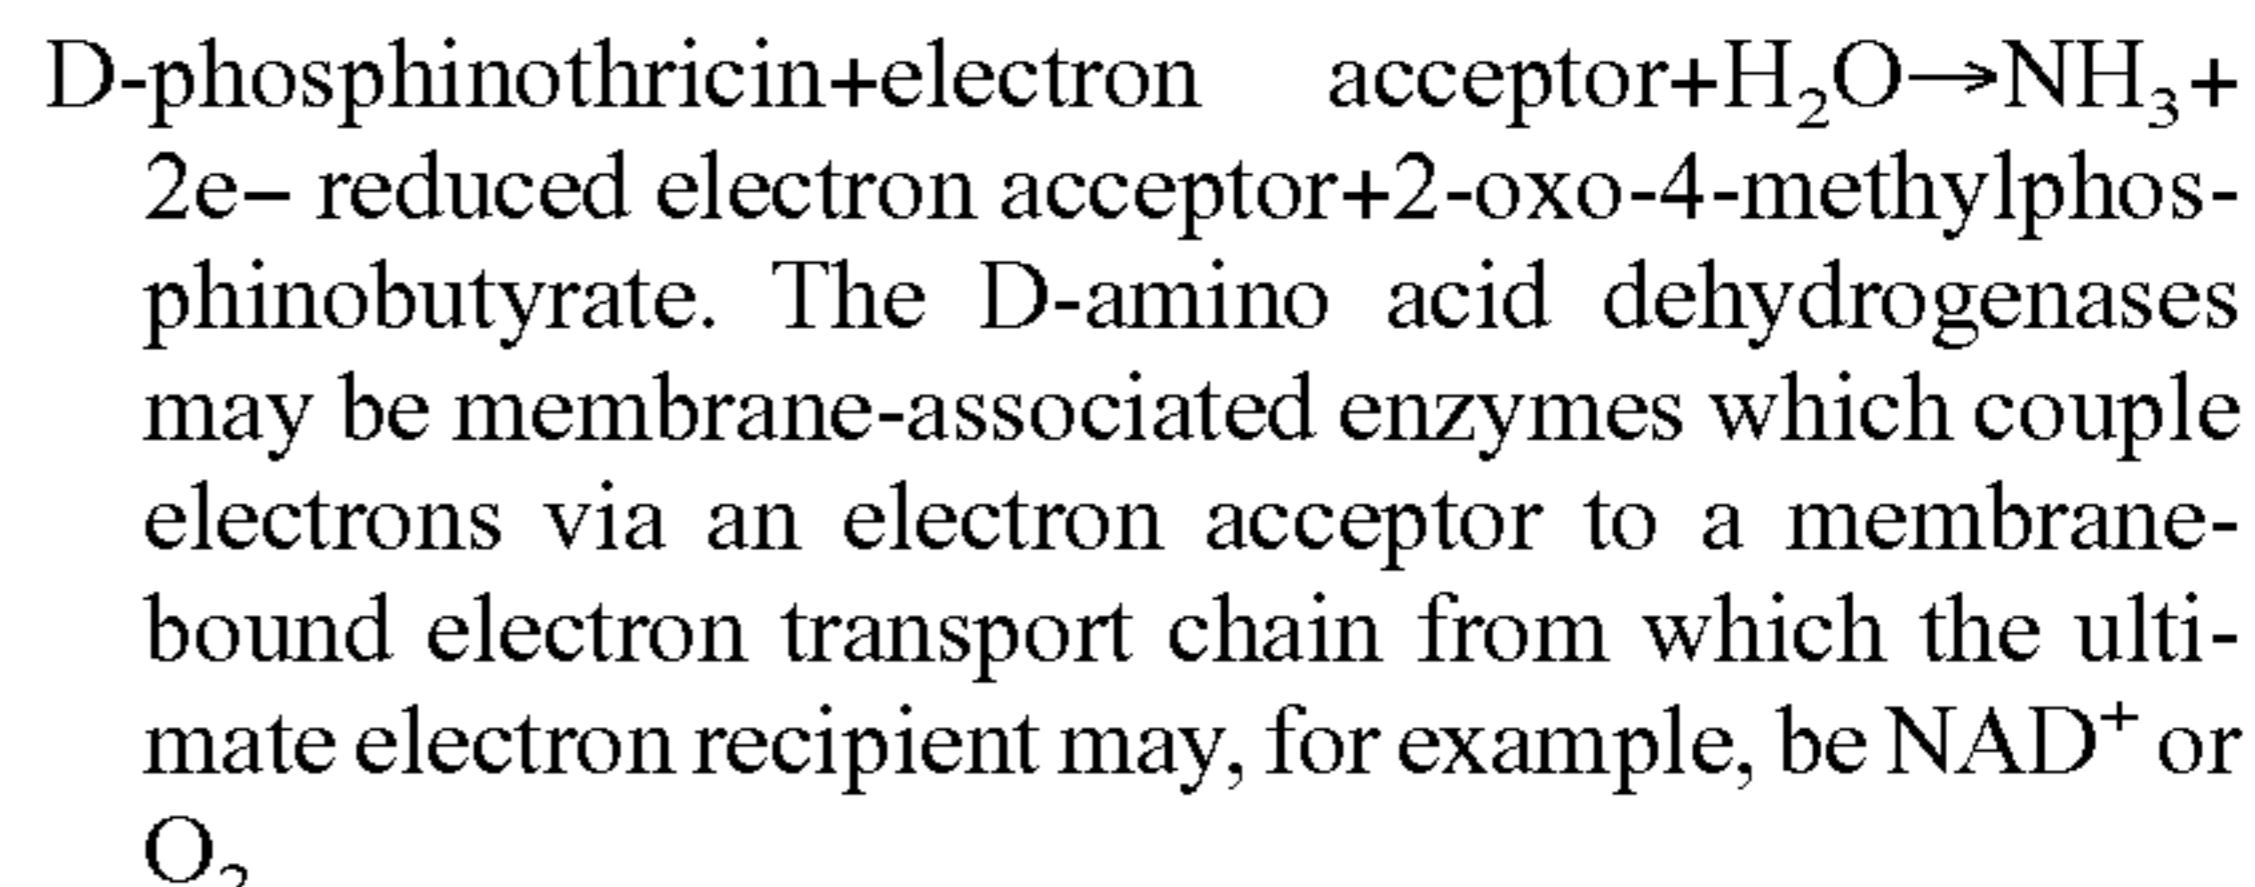 D-phosphinothricin+electron acceptor+H₂O→NH₃+
2e– reduced electron acceptor+2-oxo-4-methylphos-
phinobutyrate. The D-amino acid dehydrogenases
may be membrane-associated enzymes which couple
electrons via an electron acceptor to a membrane-
bound electron transport chain from which the ulti-
mate electron recipient may, for example, be NAD⁺ or
O₂